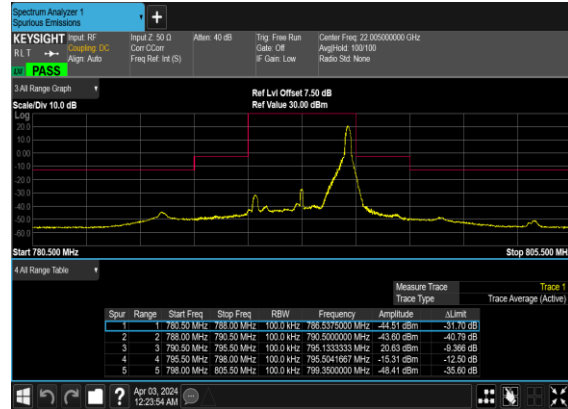 Spectrum Analyzer 1
Spurious Emissions
KEYSIGHT Input: RF Input Z: 50 Ω Atten: 40 dB Trig: Free Run Center Freq: 22.005000000 GHz
RLT Coupling: DC Corr CCorr Gate: Off Avg|Hold: 100/100
Align: Auto Freq Ref: Int (S) IF Gain: Low Radio Std: None
PASS
3 All Range Graph
Ref Lvl Offset 7.50 dB
Scale/Div 10.0 dB Ref Value 30.00 dBm
Log
20.0
10.0
0.00
-10.0
-20.0
-30.0
-40.0
-50.0
-60.0
Start 780.500 MHz Stop 805.500 MH
4 All Range Table
Measure Trace Trace 1
Trace Type Trace Average (Active)
Spur Range Start Freq Stop Freq RBW Frequency Amplitude ΔLimit
1 1 780.50 MHz 788.00 MHz 100.0 kHz 786.5375000 MHz -44.51 dBm -31.70 dB
2 2 788.00 MHz 790.50 MHz 100.0 kHz 790.5000000 MHz -43.60 dBm -40.79 dB
3 3 790.50 MHz 795.50 MHz 100.0 kHz 795.1333333 MHz 20.63 dBm -9.366 dB
4 4 795.50 MHz 798.00 MHz 100.0 kHz 795.5041667 MHz -15.31 dBm -12.50 dB
5 5 798.00 MHz 805.50 MHz 100.0 kHz 799.3500000 MHz -48.41 dBm -35.60 dB
Apr 03, 2024
12:23:54 AM